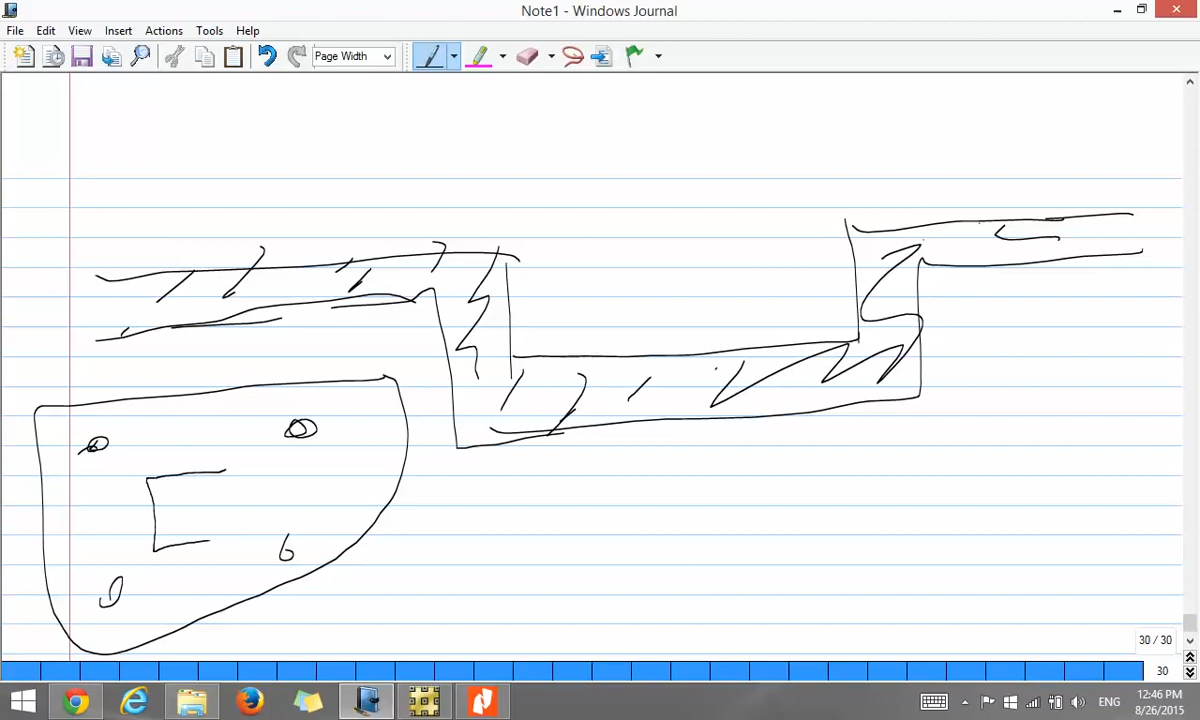 Note1 - Windows Journal
File Edit View Insert Actions Tools Help
Page Width
30 / 30
30
ENG
12:46 PM
8/26/2015